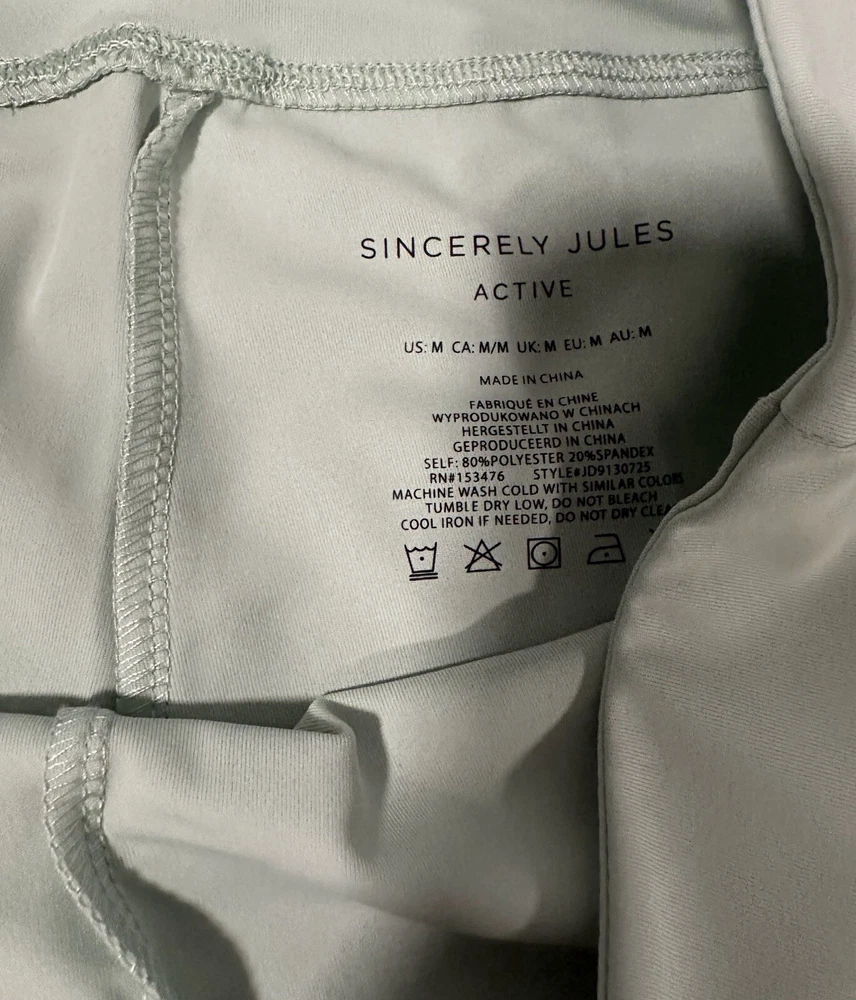 SINCERELY JULES
ACTIVE
US: M CA: M/M UK: M EU: M AU: M
MADE IN CHINA
FABRIQUÉ EN CHINE
WYPRODUKOWANO W CHINACH
HERGESTELLT IN CHINA
GEPRODUCEERD IN CHINA
SELF: 80%POLYESTER 20%SPANDEX
RN#153476 STYLE#JD9130725
MACHINE WASH COLD WITH SIMILAR COLORS
TUMBLE DRY LOW, DO NOT BLEACH
COOL IRON IF NEEDED, DO NOT DRY